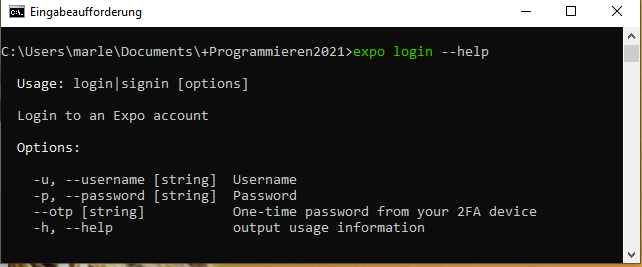 Eingabeaufforderung
C:\Users\marle\Documents\+Programmieren2021>expo login --help
Usage: login|signin [options]
Login to an Expo account
Options:
-u, --username [string]  Username
-p, --password [string]  Password
--otp [string]           One-time password from your 2FA device
-h, --help               output usage information